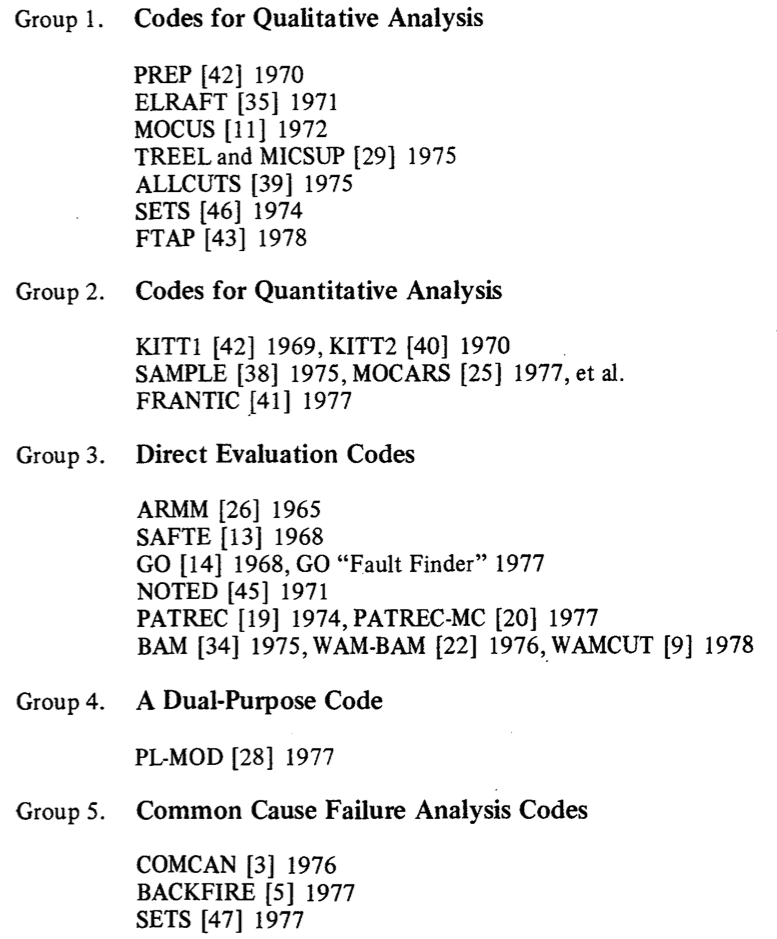 Group 1. Codes for Qualitative Analysis
PREP [42] 1970
ELRAFT [35] 1971
MOCUS [11] 1972
TREEL and MICSUP [29] 1975
ALLCUTS [39] 1975
SETS [46] 1974
FTAP [43] 1978
Group 2. Codes for Quantitative Analysis
KITT1 [42] 1969, KITT2 [40] 1970
SAMPLE [38] 1975, MOCARS [25] 1977, et al.
FRANTIC [41] 1977
Group 3. Direct Evaluation Codes
ARMM [26] 1965
SAFTE [13] 1968
GO [14] 1968, GO “Fault Finder” 1977
NOTED [45] 1971
PATREC [19] 1974, PATREC-MC [20] 1977
BAM [34] 1975, WAM-BAM [22] 1976, WAMCUT [9] 1978
Group 4. A Dual-Purpose Code
PL-MOD [28] 1977
Group 5. Common Cause Failure Analysis Codes
COMCAN [3] 1976
BACKFIRE [5] 1977
SETS [47] 1977